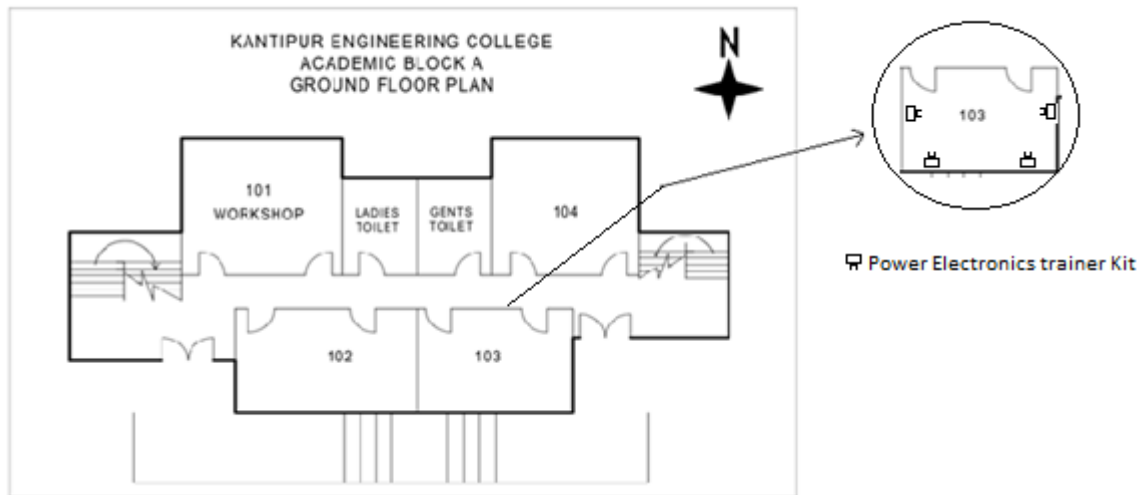 KANTIPUR ENGINEERING COLLEGE
ACADEMIC BLOCK A
GROUND FLOOR PLAN
N
103
101
WORKSHOP
LADIES
TOILET
GENTS
TOILET
104
Power Electronics trainer Kit
102
103